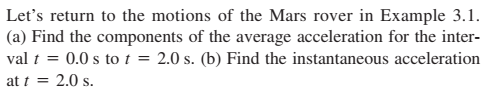 Let's return to the motions of the Mars rover in Example 3.1.
(a) Find the components of the average acceleration for the inter-
val t = 0.0 s to t = 2.0 s. (b) Find the instantaneous acceleration
at t = 2.0 s.